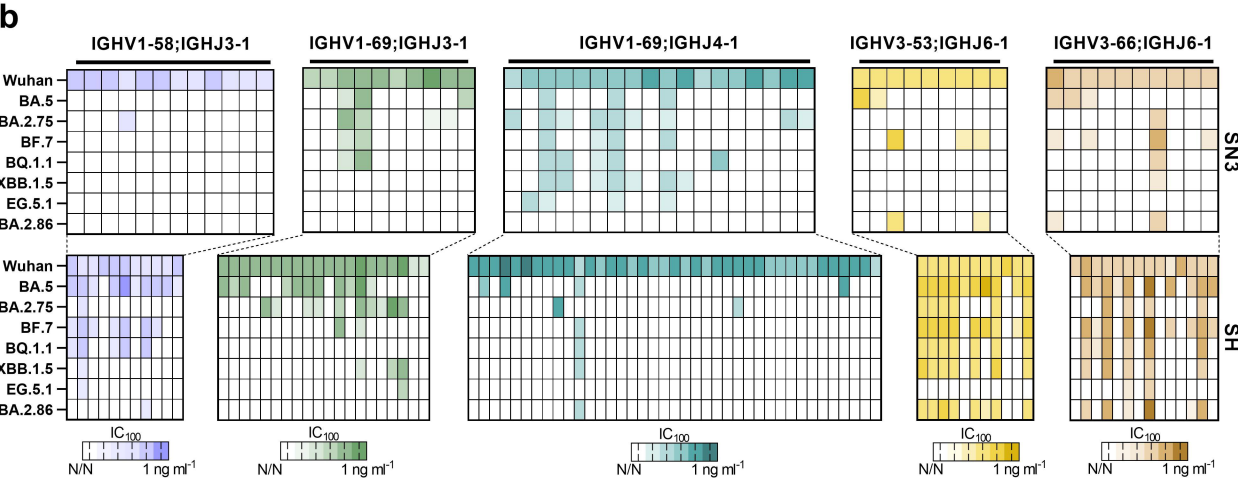 b
IGHV1-58;IGHJ3-1 IGHV1-69;IGHJ3-1 IGHV1-69;IGHJ4-1 IGHV3-53;IGHJ6-1 IGHV3-66;IGHJ6-1
Wuhan
BA.5
BA.2.75
BF.7
BQ.1.1
XBB.1.5
EG.5.1
BA.2.86
SN3
Wuhan
BA.5
BA.2.75
BF.7
BQ.1.1
XBB.1.5
EG.5.1
BA.2.86
SH
IC100 IC100 IC100 IC100 IC100
N/N 1 ng ml-1 N/N 1 ng ml-1 N/N 1 ng ml-1 N/N 1 ng ml-1 N/N 1 ng ml-1